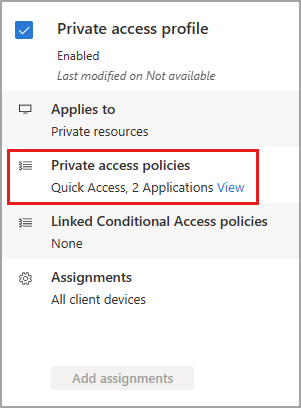 Private access profile
Enabled
Last modified on Not available
Applies to
Private resources
Private access policies
Quick Access, 2 Applications View
Linked Conditional Access policies
None
Assignments
All client devices
Add assignments